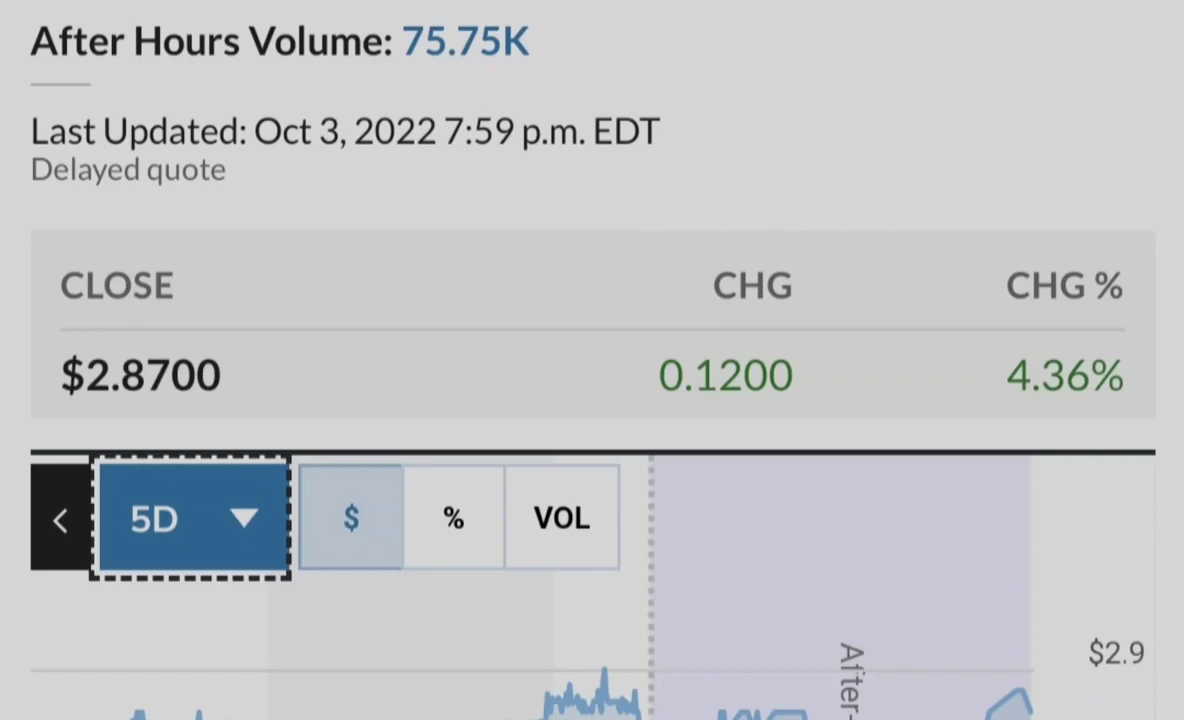 After Hours Volume: 75.75K
Last Updated: Oct 3, 2022 7:59 p.m. EDT
Delayed quote
CLOSE CHG CHG %
$2.8700 0.1200 4.36%
5D $ % VOL
$2.9
After-